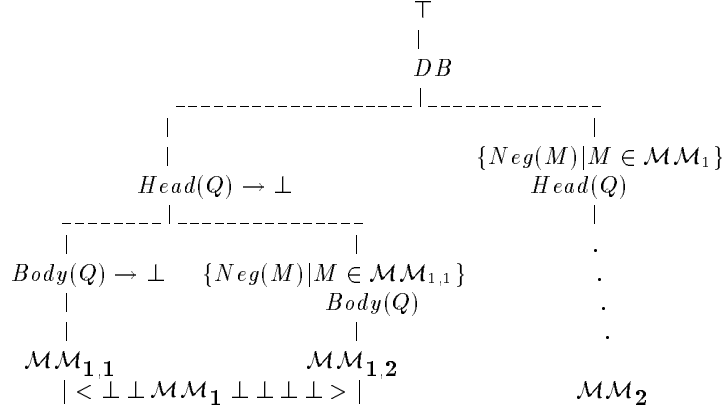 ⊤
DB
{Neg(M)|M ∈ 𝓜𝓜₁}
Head(Q) → ⊥ Head(Q)
.
Body(Q) → ⊥ {Neg(M)|M ∈ 𝓜𝓜₁,₁} .
Body(Q) .
.
𝓜𝓜₁,₁ 𝓜𝓜₁,₂
| < ⊥ ⊥ 𝓜𝓜₁ ⊥ ⊥ ⊥ ⊥ > | 𝓜𝓜₂